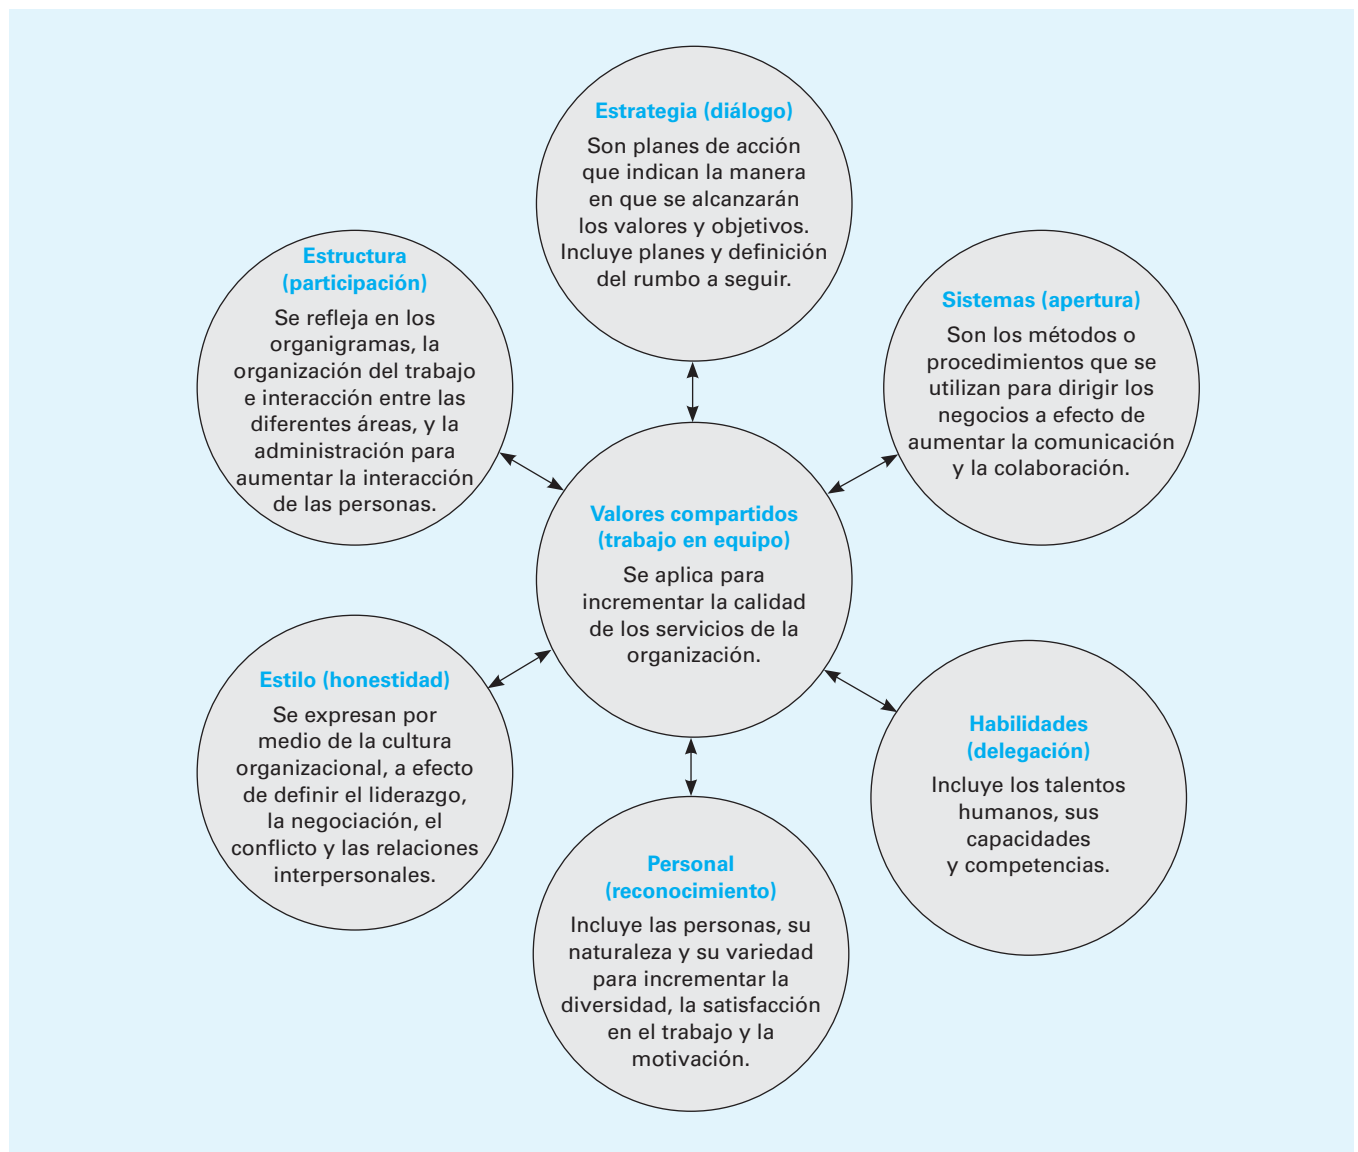 Estrategia (diálogo)
Son planes de acción
que indican la manera
en que se alcanzarán
los valores y objetivos.
Incluye planes y definición
del rumbo a seguir.
Estructura
(participación)
Se refleja en los
organigramas, la
organización del trabajo
e interacción entre las
diferentes áreas, y la
administración para
aumentar la interacción
de las personas.
Sistemas (apertura)
Son los métodos o
procedimientos que se
utilizan para dirigir los
negocios a efecto de
aumentar la comunicación
y la colaboración.
Valores compartidos
(trabajo en equipo)
Se aplica para
incrementar la calidad
de los servicios de la
organización.
Estilo (honestidad)
Se expresan por
medio de la cultura
organizacional, a efecto
de definir el liderazgo,
la negociación, el
conflicto y las relaciones
interpersonales.
Habilidades
(delegación)
Incluye los talentos
humanos, sus
capacidades
y competencias.
Personal
(reconocimiento)
Incluye las personas, su
naturaleza y su variedad
para incrementar la
diversidad, la satisfacción
en el trabajo y la
motivación.